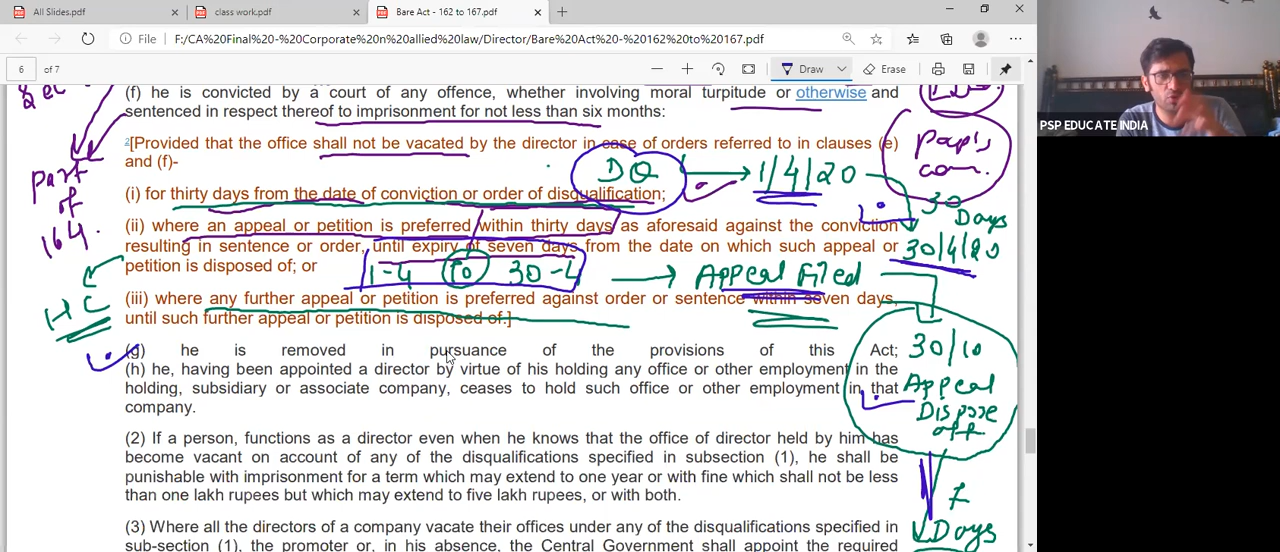 All Slides.pdf
class work.pdf
Bare Act - 162 to 167.pdf
File
F:/CA%20Final%20-%20Corporate%20n%20allied%20law/Director/Bare%20Act%20-%20162%20to%20167.pdf
6 of 7
Draw
Erase
(f) he is convicted by a court of any offence, whether involving moral turpitude or otherwise and
sentenced in respect thereof to imprisonment for not less than six months:
2[Provided that the office shall not be vacated by the director in case of orders referred to in clauses (e)
and (f)-
(i) for thirty days from the date of conviction or order of disqualification;
(ii) where an appeal or petition is preferred within thirty days as aforesaid against the conviction
resulting in sentence or order, until expiry of seven days from the date on which such appeal or
petition is disposed of; or
(iii) where any further appeal or petition is preferred against order or sentence within seven days,
until such further appeal or petition is disposed of.]
(g) he is removed in pursuance of the provisions of this Act;
(h) he, having been appointed a director by virtue of his holding any office or other employment in the
holding, subsidiary or associate company, ceases to hold such office or other employment in that
company.
(2) If a person, functions as a director even when he knows that the office of director held by him has
become vacant on account of any of the disqualifications specified in subsection (1), he shall be
punishable with imprisonment for a term which may extend to one year or with fine which shall not be less
than one lakh rupees but which may extend to five lakh rupees, or with both.
(3) Where all the directors of a company vacate their offices under any of the disqualifications specified in
sub-section (1), the promoter or, in his absence, the Central Government shall appoint the required
part
of
164.
HC
DQ
1/4/20
30
Days
30/4/20
1-4 to 30-4
Appeal Filed
30/10
Appeal
Dispose
off
7
Days
com.
PSP EDUCATE INDIA